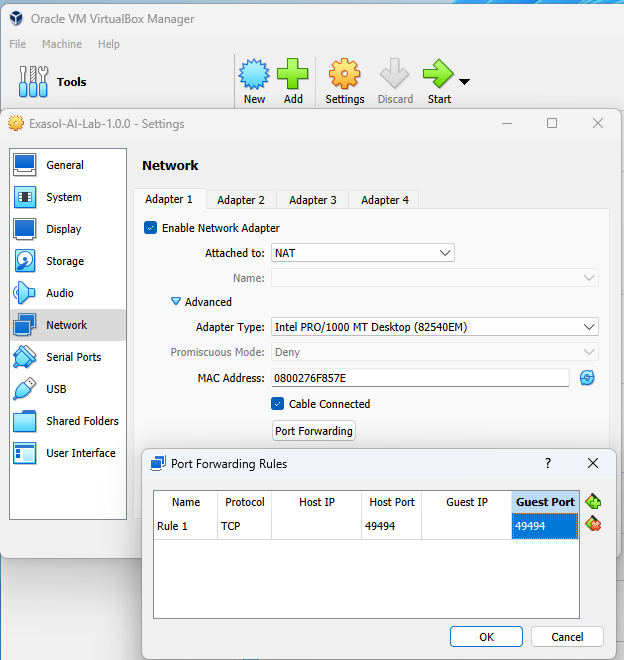 Oracle VM VirtualBox Manager
File Machine Help
Tools
New Add Settings Discard Start
Exasol-AI-Lab-1.0.0 - Settings
General
System
Display
Storage
Audio
Network
Serial Ports
USB
Shared Folders
User Interface
Network
Adapter 1 Adapter 2 Adapter 3 Adapter 4
Enable Network Adapter
Attached to: NAT
Name:
Advanced
Adapter Type: Intel PRO/1000 MT Desktop (82540EM)
Promiscuous Mode: Deny
MAC Address: 0800276F857E
Cable Connected
Port Forwarding
Port Forwarding Rules ?
Name Protocol Host IP Host Port Guest IP Guest Port
Rule 1 TCP 49494 49494
OK Cancel